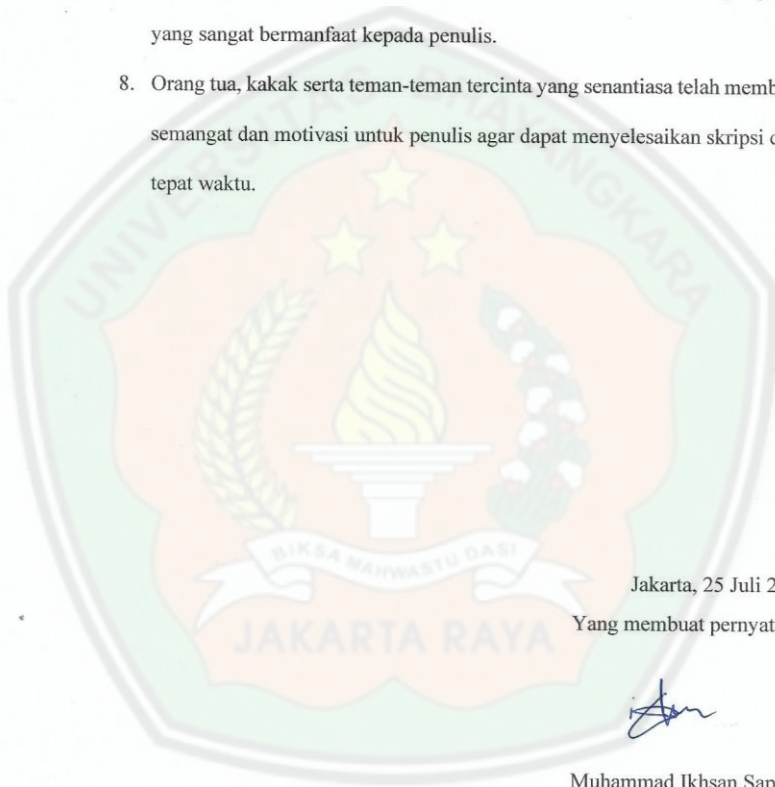 yang sangat bermanfaat kepada penulis.
8. Orang tua, kakak serta teman-teman tercinta yang senantiasa telah memb
semangat dan motivasi untuk penulis agar dapat menyelesaikan skripsi d
tepat waktu.
UNIVERSITAS BHAYANGKARA
BIKSA MAHWASTU DASI
JAKARTA RAYA
Jakarta, 25 Juli 2
Yang membuat pernyat
Muhammad Ikhsan Sap